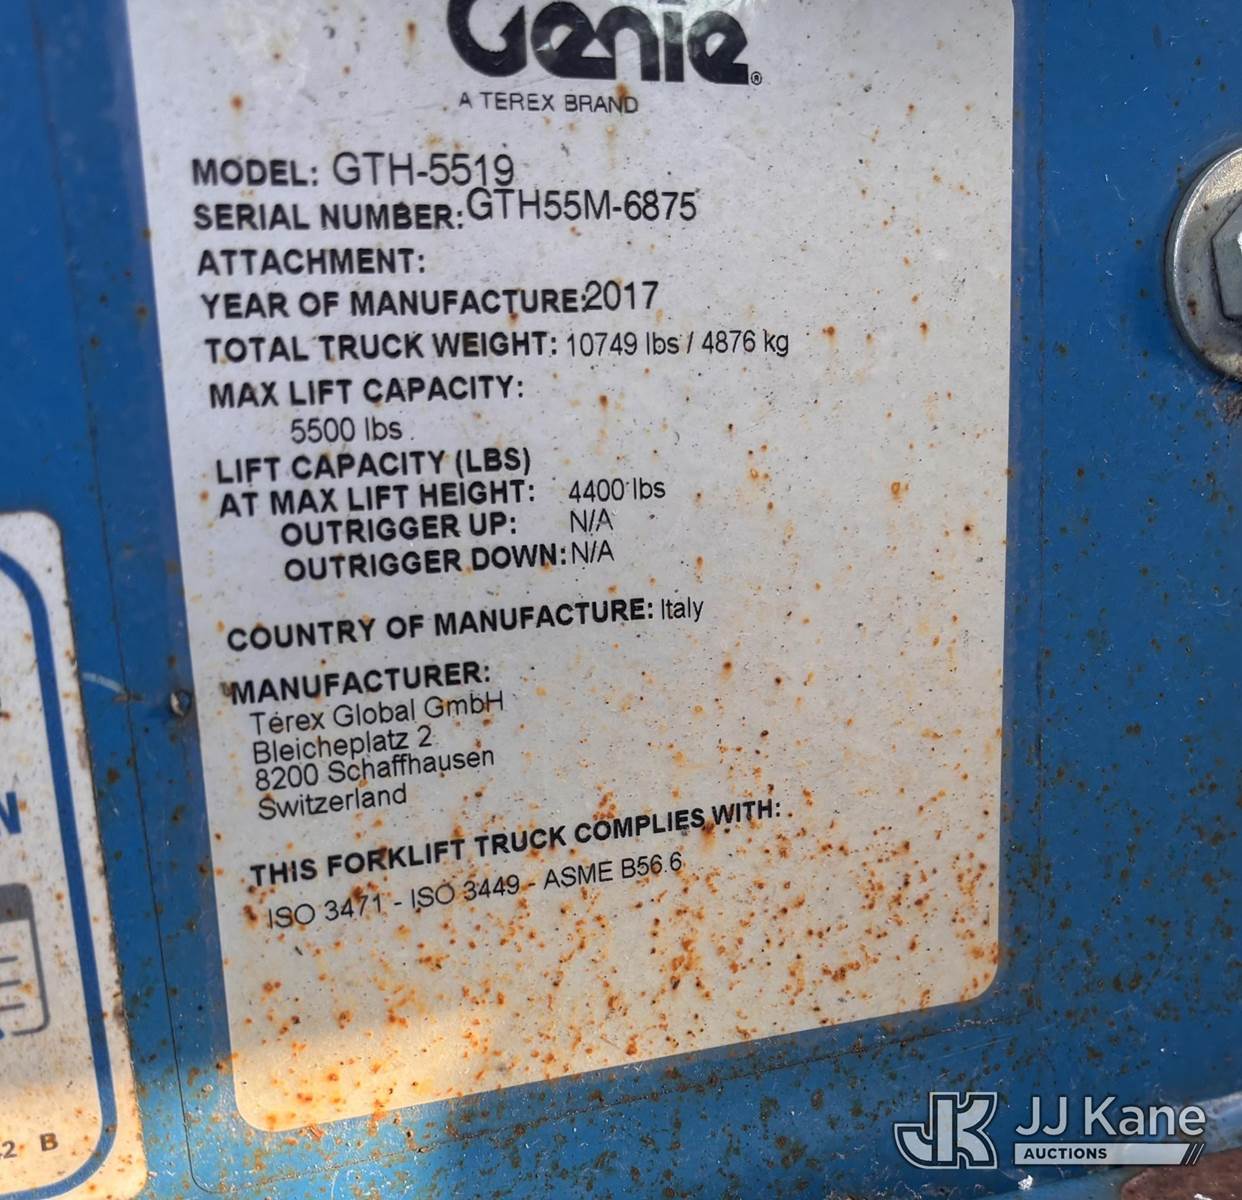 Genie®
A TEREX BRAND
MODEL: GTH-5519
SERIAL NUMBER: GTH55M-6875
ATTACHMENT:
YEAR OF MANUFACTURE: 2017
TOTAL TRUCK WEIGHT: 10749 lbs / 4876 kg
MAX LIFT CAPACITY:
5500 lbs
LIFT CAPACITY (LBS)
AT MAX LIFT HEIGHT: 4400 lbs
OUTRIGGER UP: N/A
OUTRIGGER DOWN: N/A
COUNTRY OF MANUFACTURE: Italy
MANUFACTURER:
Terex Global GmbH
Bleicheplatz 2
8200 Schaffhausen
Switzerland
THIS FORKLIFT TRUCK COMPLIES WITH:
ISO 3471 - ISO 3449 - ASME B56.6
N
2 B
JK JJ Kane
AUCTIONS